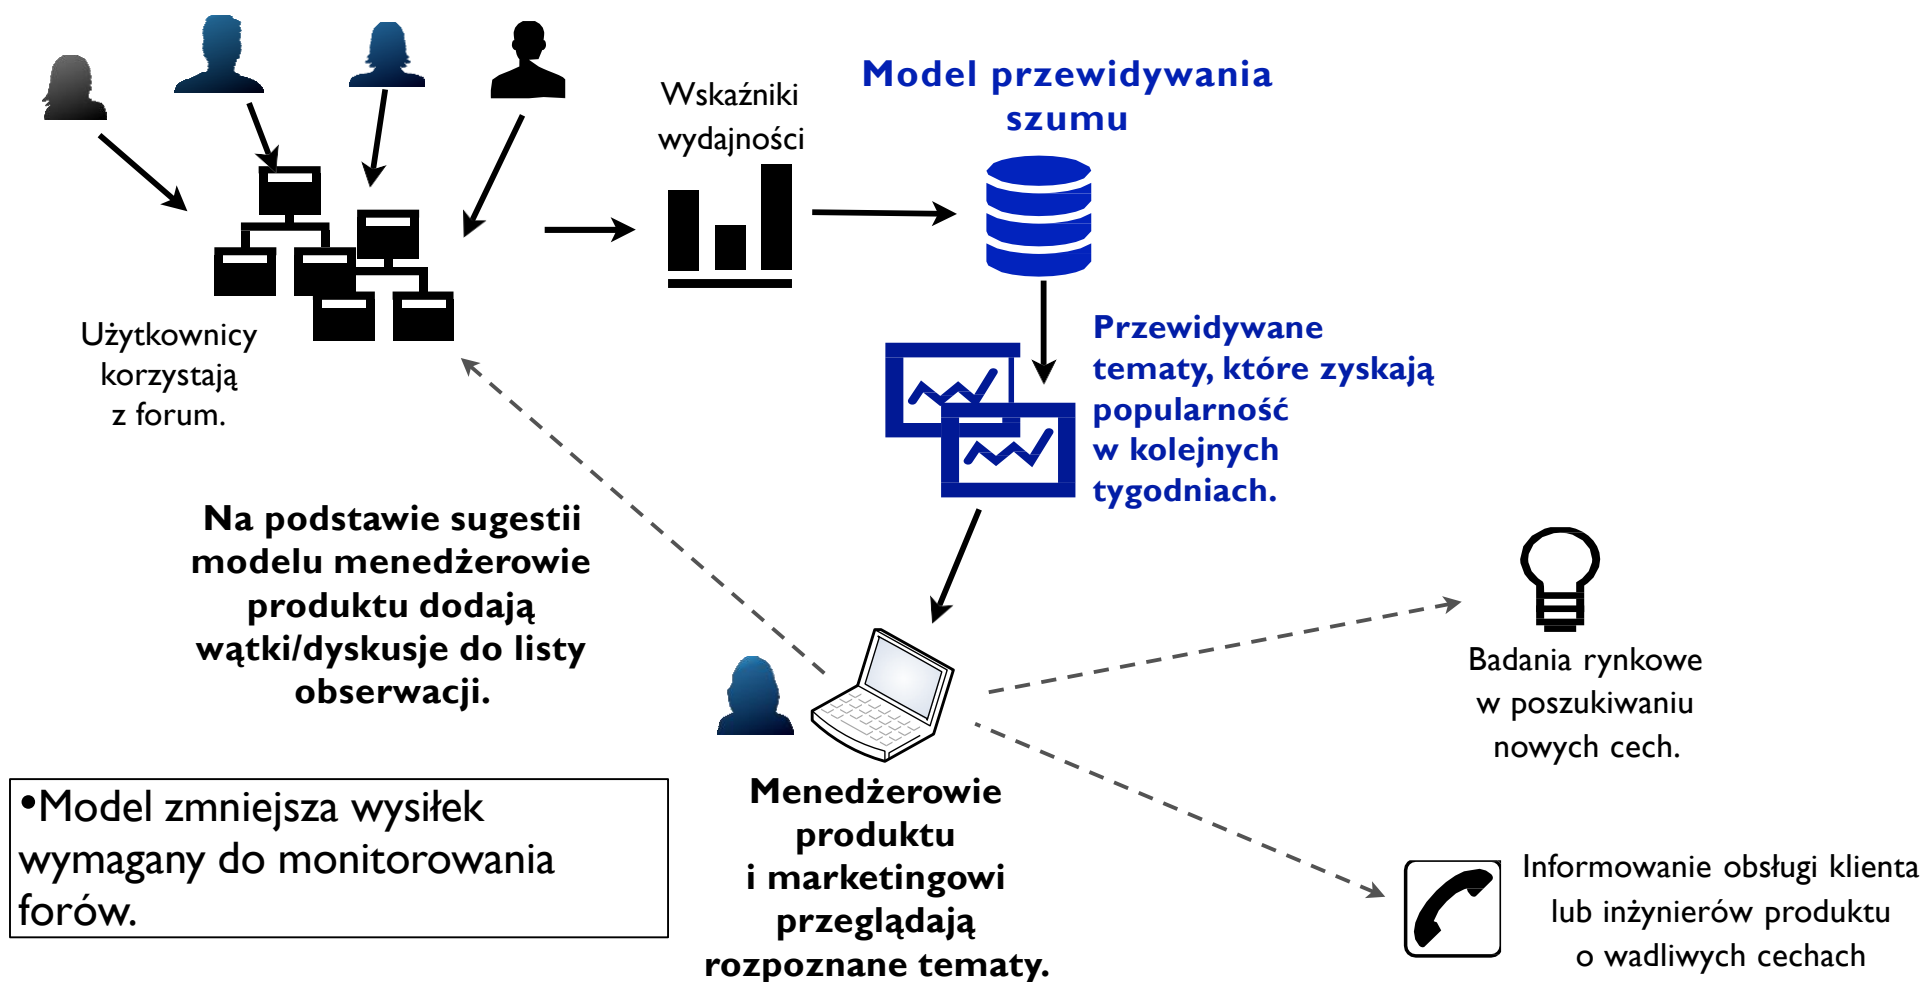 Wskaźniki
wydajności
Model przewidywania
szumu
Użytkownicy
korzystają
z forum.
Przewidywane
tematy, które zyskają
popularność
w kolejnych
tygodniach.
Na podstawie sugestii
modelu menedżerowie
produktu dodają
wątki/dyskusje do listy
obserwacji.
Badania rynkowe
w poszukiwaniu
nowych cech.
•Model zmniejsza wysiłek
wymagany do monitorowania
forów.
Menedżerowie
produktu
i marketingowi
przeglądają
rozpoznane tematy.
Informowanie obsługi klienta
lub inżynierów produktu
o wadliwych cechach